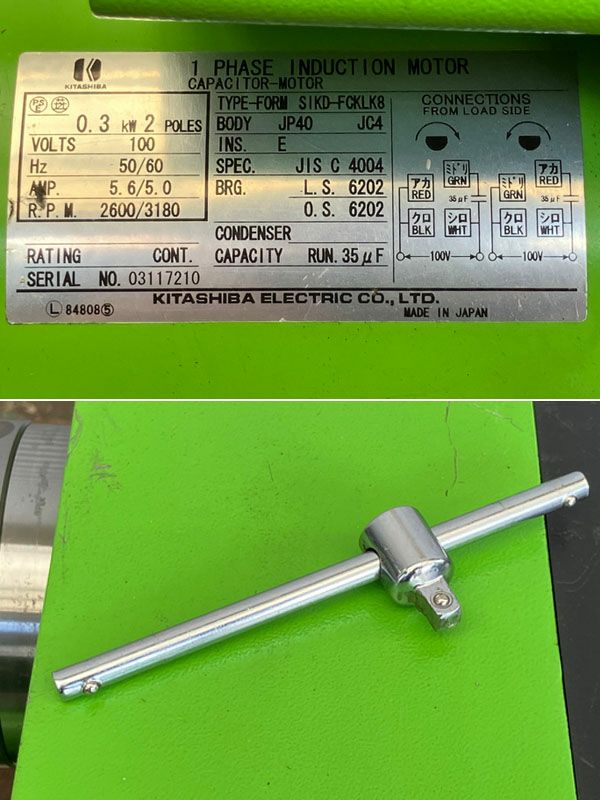 KITASHIBA
1 PHASE INDUCTION MOTOR
CAPACITOR-MOTOR
PS E
0.3 kW 2 POLES
VOLTS 100
Hz 50/60
AMP. 5.6/5.0
R.P.M. 2600/3180
RATING CONT.
SERIAL NO. 03117210
TYPE-FORM SIKD-FCKLK8
BODY JP40 JC4
INS. E
SPEC. JIS C 4004
BRG. L.S. 6202
O.S. 6202
CONDENSER
CAPACITY RUN. 35μF
CONNECTIONS
FROM LOAD SIDE
アカ RED
ミドリ GRN
35μF
クロ BLK
シロ WHT
100V
ミドリ GRN
アカ RED
35μF
クロ BLK
シロ WHT
100V
KITASHIBA ELECTRIC CO., LTD.
Ⓛ 84808⑤
MADE IN JAPAN